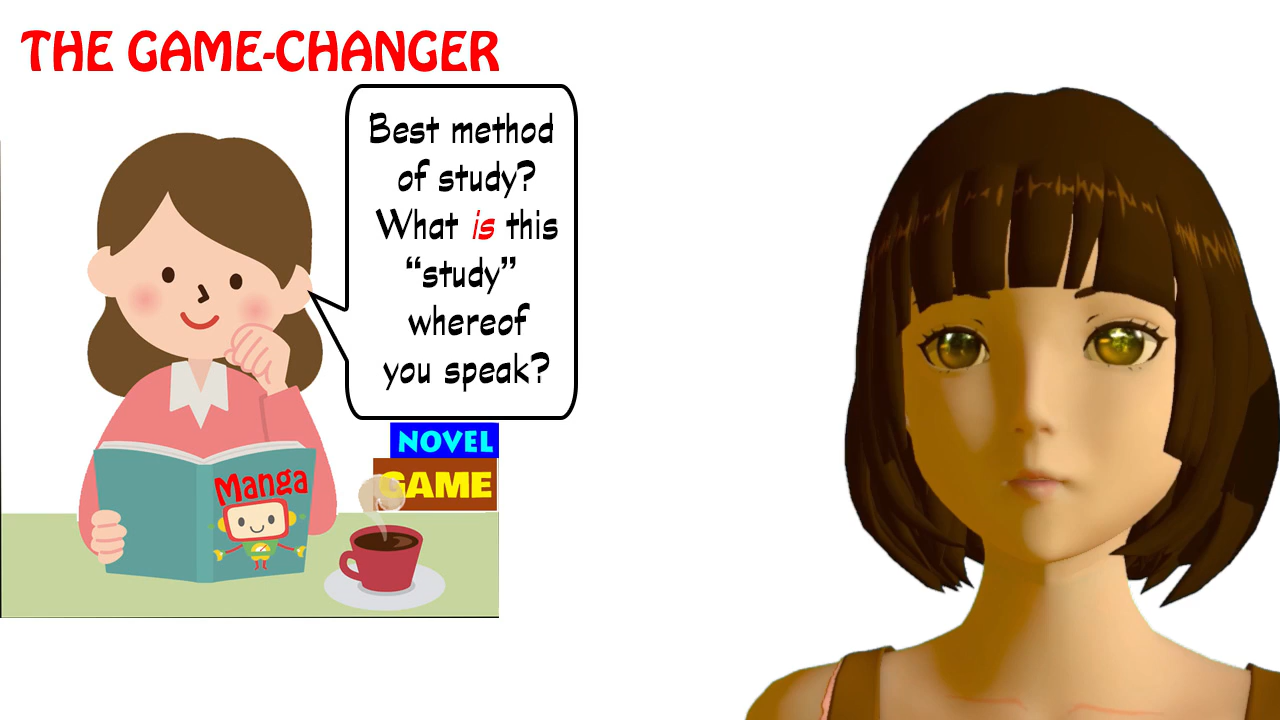 THE GAME-CHANGER
Best method
of study?
What is this
“study”
whereof
you speak?
NOVEL
GAME
Manga